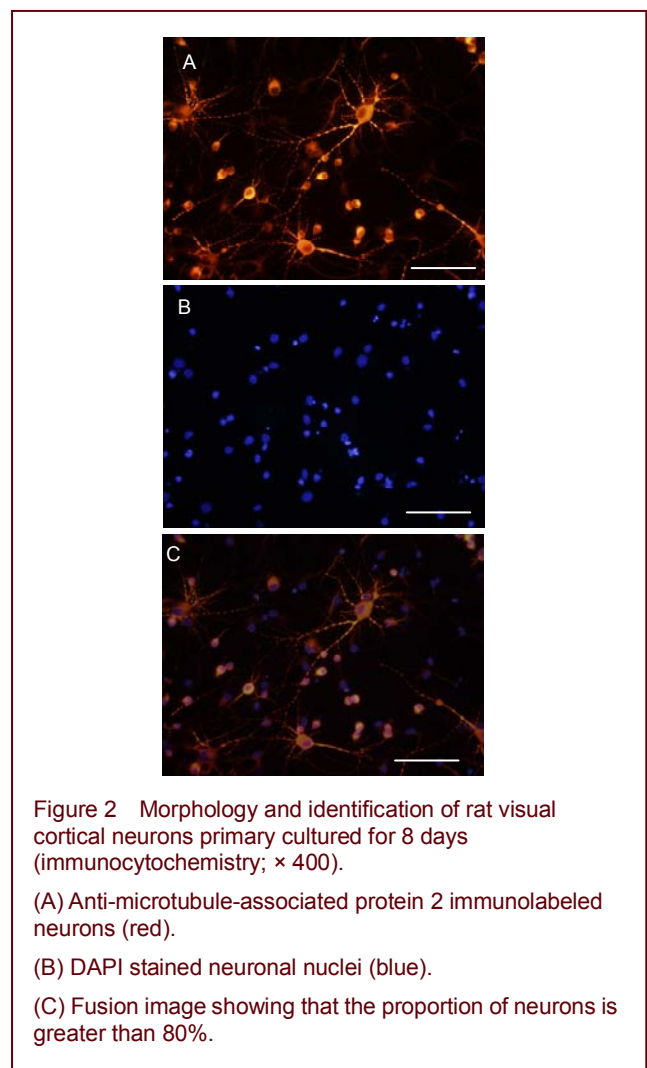 A
B
C
Figure 2 Morphology and identification of rat visual
cortical neurons primary cultured for 8 days
(immunocytochemistry; × 400).
(A) Anti-microtubule-associated protein 2 immunolabeled
neurons (red).
(B) DAPI stained neuronal nuclei (blue).
(C) Fusion image showing that the proportion of neurons is
greater than 80%.